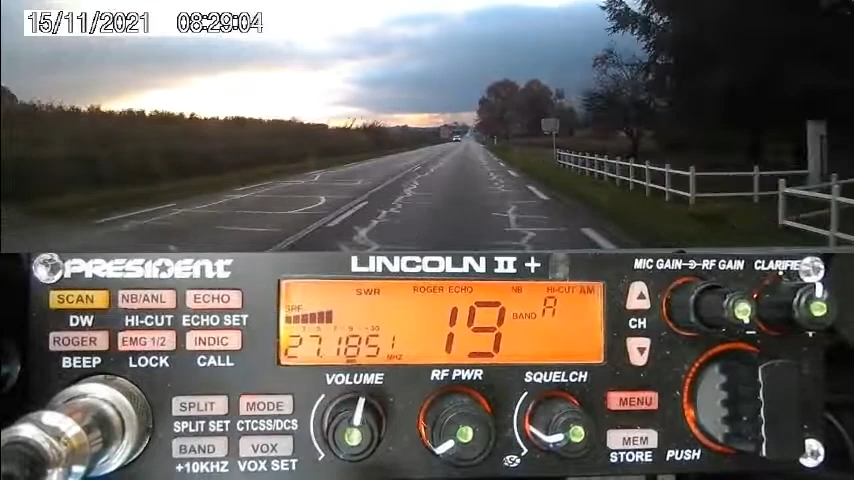 15/11/2021 08:29:04
PRESIDENT LINCOLN II + MIC GAIN RF GAIN CLARIFIER
SCAN NB/ANL ECHO
DW HI-CUT ECHO SET
ROGER EMG 1/2 INDIC
BEEP LOCK CALL
SWR ROGER ECHO NB HI-CUT AM
SRF
BAND A
27.1851 MHZ 19
CH
VOLUME RF PWR SQUELCH
SPLIT MODE MENU
SPLIT SET CTCSS/DCS
BAND VOX MEM
+10KHZ VOX SET ASC STORE PUSH